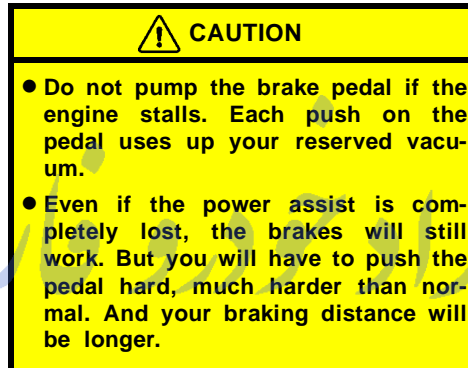 CAUTION
● Do not pump the brake pedal if the
engine stalls. Each push on the
pedal uses up your reserved vacu-
um.
● Even if the power assist is com-
pletely lost, the brakes will still
work. But you will have to push the
pedal hard, much harder than nor-
mal. And your braking distance will
be longer.